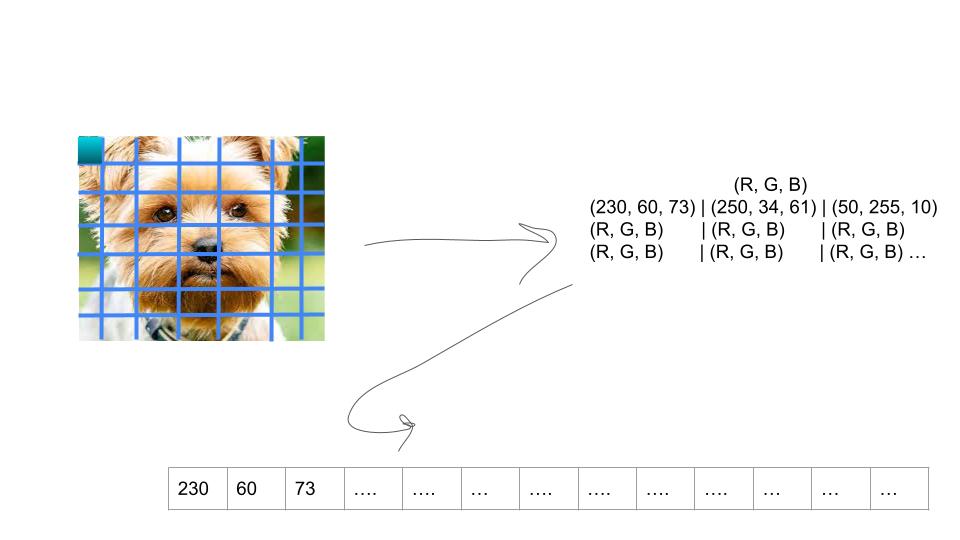 (R, G, B)
(230, 60, 73) | (250, 34, 61) | (50, 255, 10)
(R, G, B) | (R, G, B) | (R, G, B)
(R, G, B) | (R, G, B) | (R, G, B) …
230 60 73 …. …. … …. …. …. …. … … …